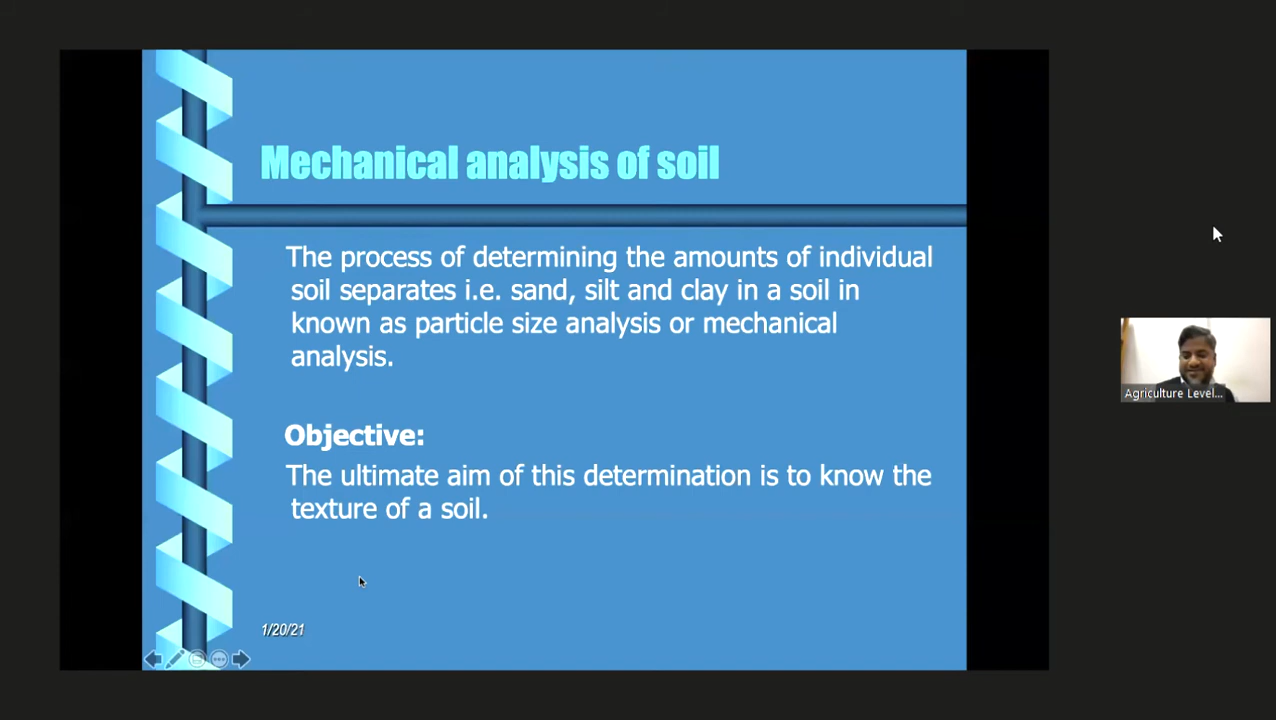 Mechanical analysis of soil
The process of determining the amounts of individual
soil separates i.e. sand, silt and clay in a soil in
known as particle size analysis or mechanical
analysis.
Objective:
The ultimate aim of this determination is to know the
texture of a soil.
1/20/21
Agriculture Level...